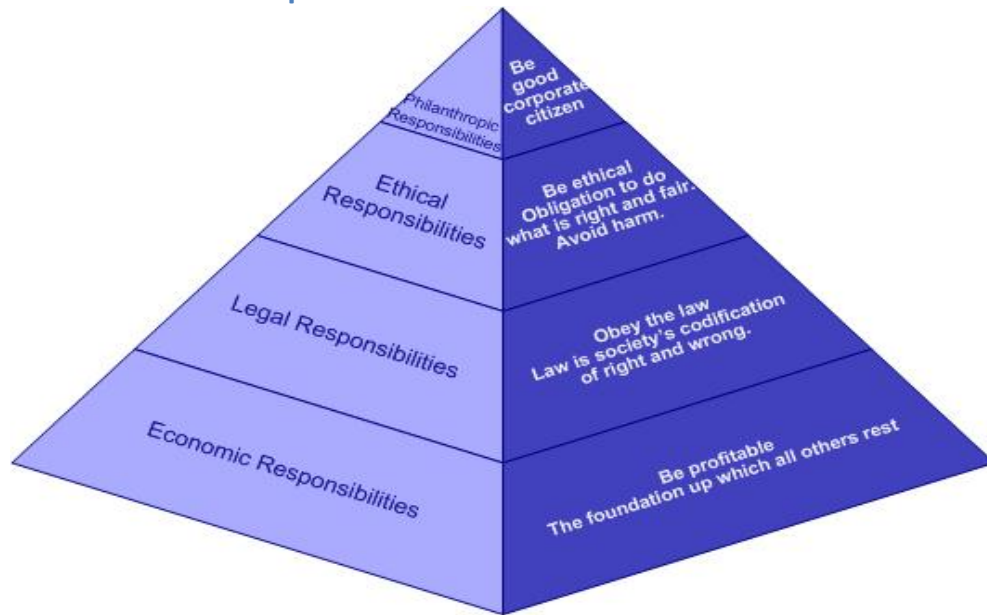 Philanthropic
Responsibilities
Be
good
corporate
citizen
Ethical
Responsibilities
Be ethical
Obligation to do
what is right and fair.
Avoid harm.
Legal Responsibilities
Obey the law
Law is society's codification
of right and wrong.
Economic Responsibilities
Be profitable
The foundation up which all others rest